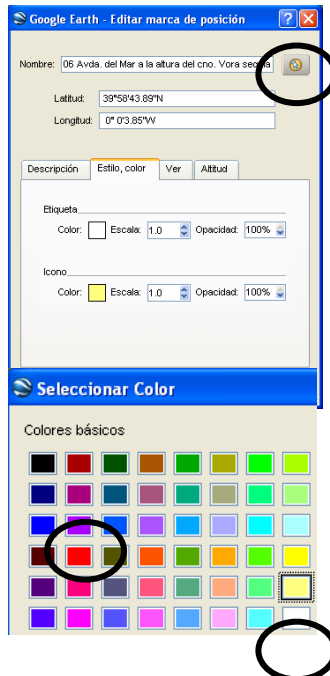 Google Earth - Editar marca de posición
Nombre: 06 Avda. del Mar a la altura del cno. Vora
Latitud: 39°58'43.89"N
Longitud: 0° 0'3.85"W
Descripción Estilo, color Ver Altitud
Etiqueta
Color: Escala: 1.0 Opacidad: 100%
Icono
Color: Escala: 1.0 Opacidad: 100%
Seleccionar Color
Colores básicos